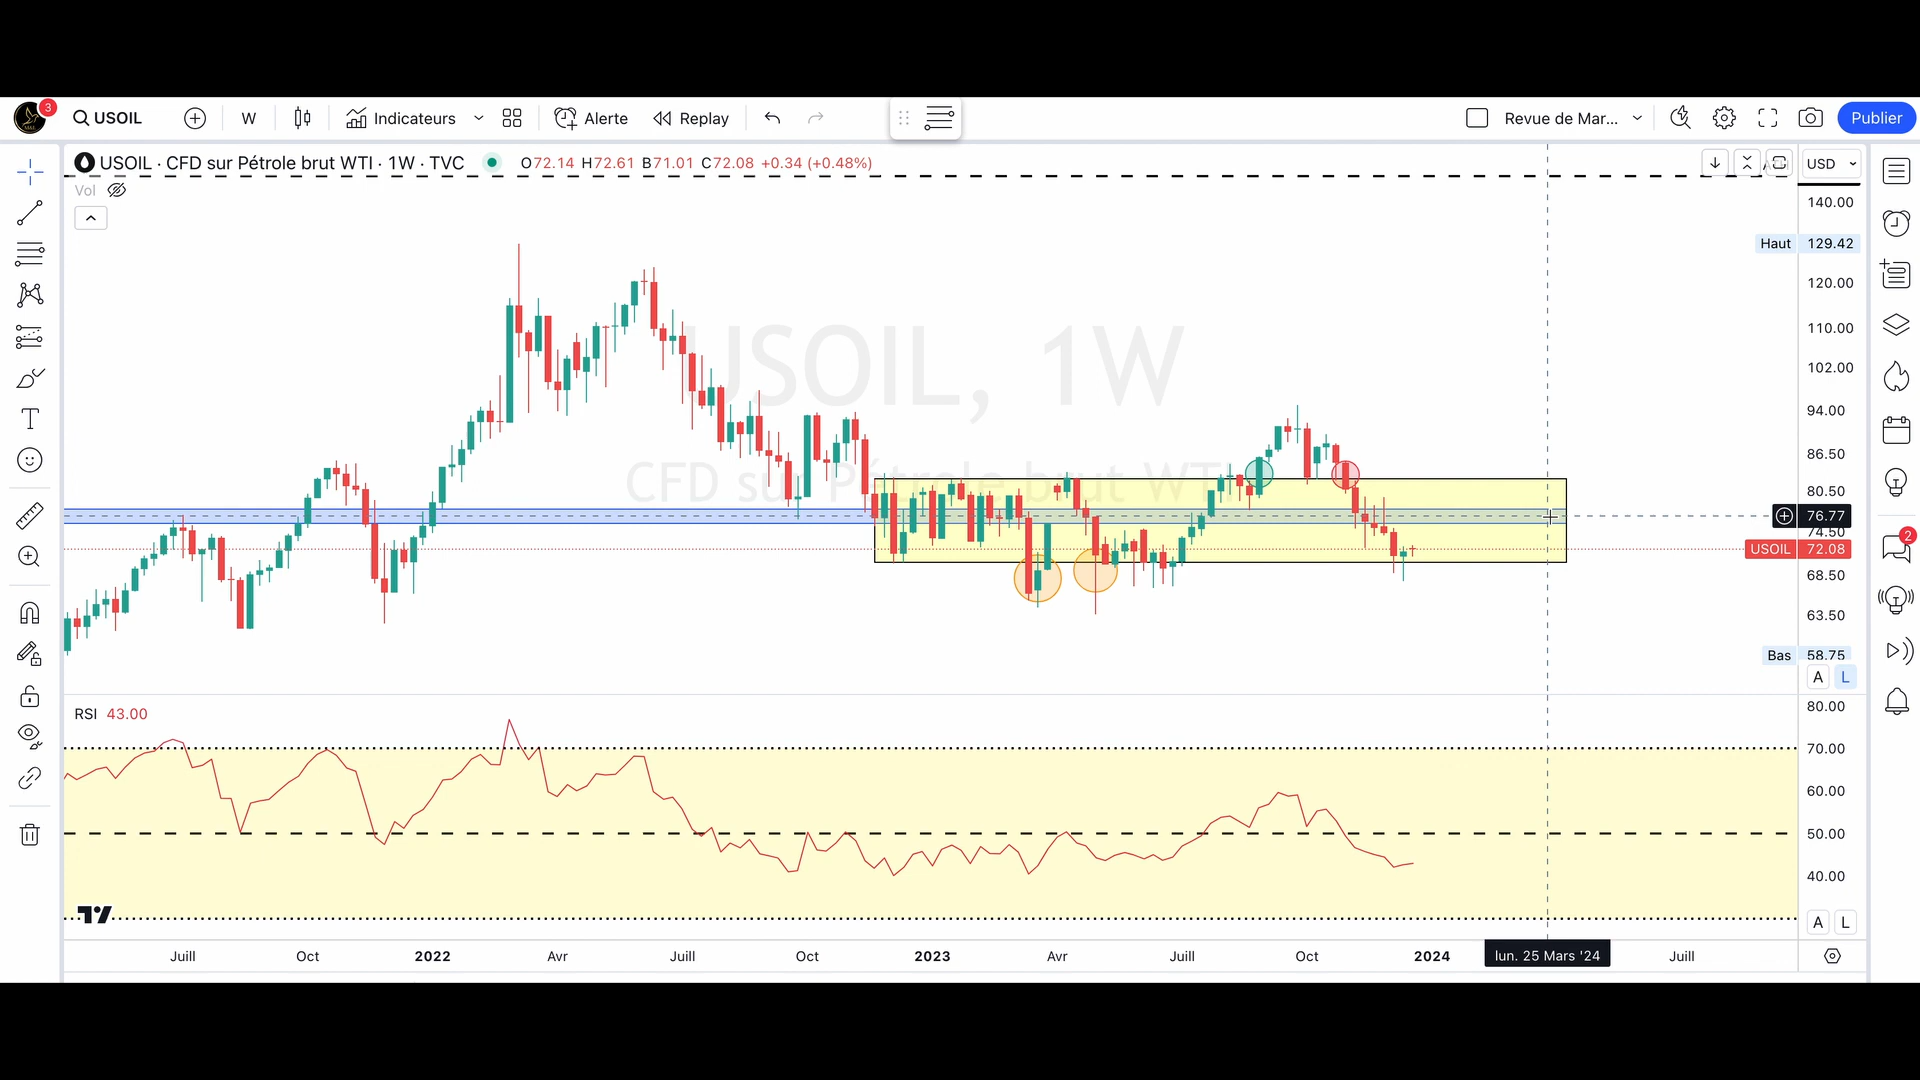 3
USOIL
W
Indicateurs
Alerte
Replay
Revue de Mar...
Publier
USOIL · CFD sur Pétrole brut WTI · 1W · TVC
O72.14 H72.61 B71.01 C72.08 +0.34 (+0.48%)
USD
Vol
140.00
Haut 129.42
120.00
110.00
102.00
94.00
86.50
80.50
76.77
74.50
USOIL 72.08
68.50
63.50
Bas 58.75
A L
USOIL, 1W
CFD sur Pétrole brut WTI
2
RSI 43.00
80.00
70.00
60.00
50.00
40.00
A L
Juill
Oct
2022
Avr
Juill
Oct
2023
Avr
Juill
Oct
2024
lun. 25 Mars '24
Juill